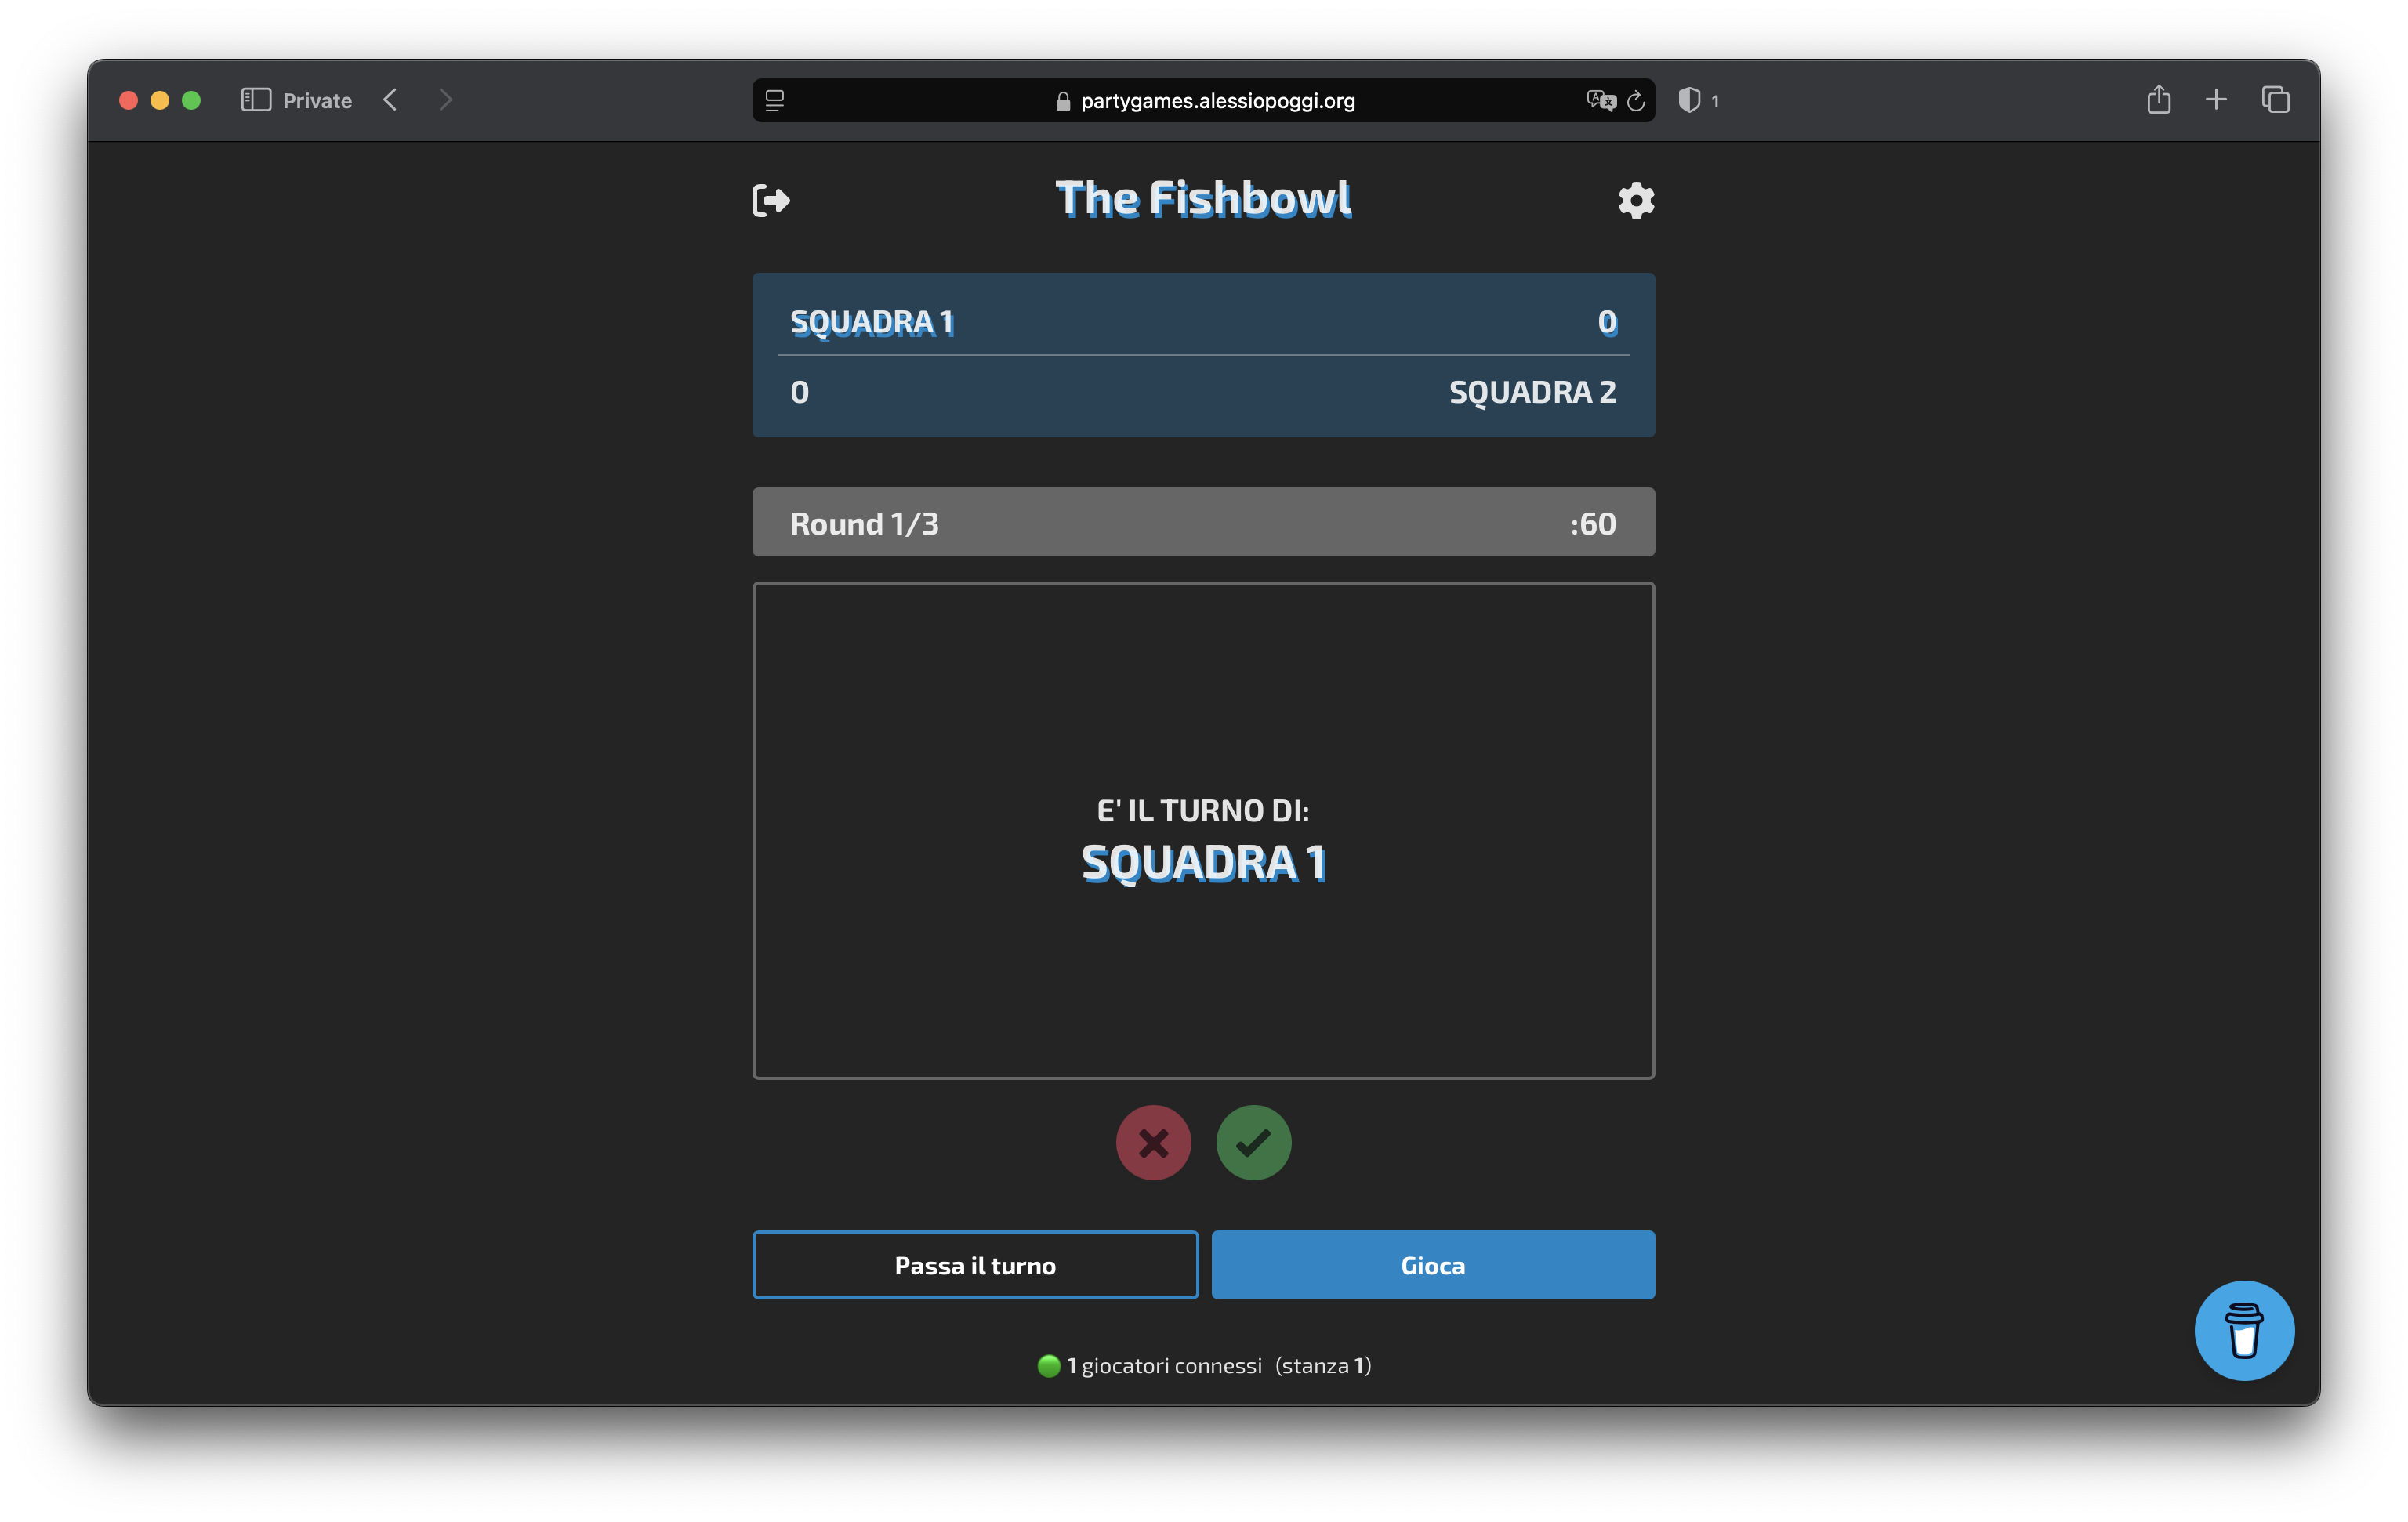 Private
partygames.alessiopoggi.org
1
The Fishbowl
SQUADRA 1 0
0 SQUADRA 2
Round 1/3 :60
E' IL TURNO DI:
SQUADRA 1
Passa il turno Gioca
1 giocatori connessi (stanza 1)